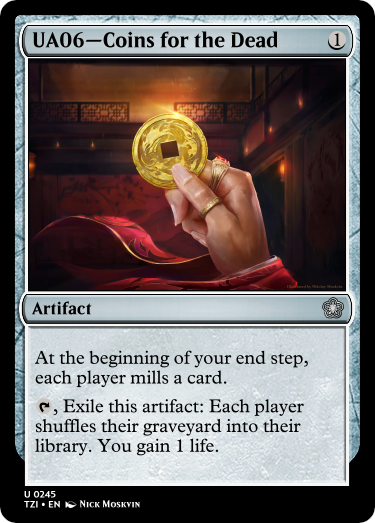 UA06—Coins for the Dead 1
Artifact
At the beginning of your end step,
each player mills a card.
, Exile this artifact: Each player
shuffles their graveyard into their
library. You gain 1 life.
U 0245
TZI • EN Nick Moskvin